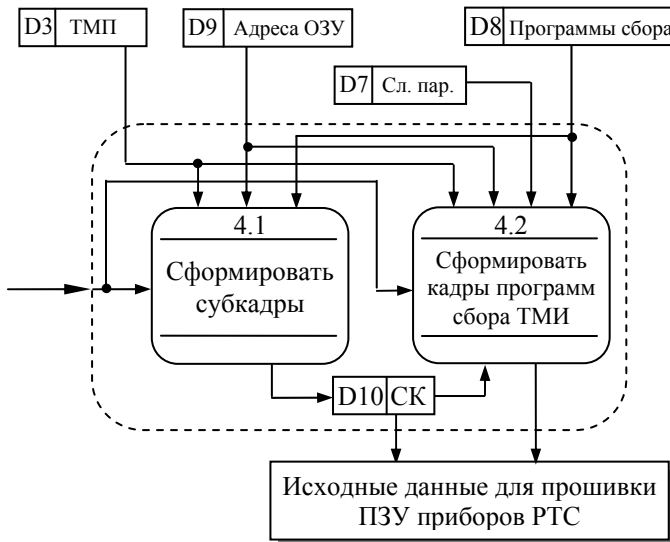 D3 ТМП
D9 Адреса ОЗУ
D8 Программы сбора
D7 Сл. пар.
4.1
Сформировать
субкадры
4.2
Сформировать
кадры программ
сбора ТМИ
D10 СК
Исходные данные для прошивки
ПЗУ приборов РТС